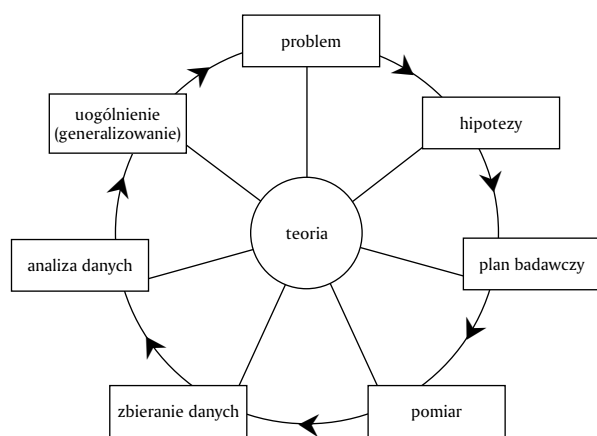 problem
hipotezy
plan badawczy
pomiar
zbieranie danych
analiza danych
uogólnienie
(generalizowanie)
teoria